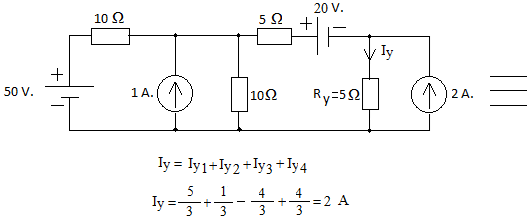 10 Ω
5 Ω
20 V.
+ −
Iy
+
50 V.
−
1 A.
10Ω
Ry=5Ω
2 A.
Iy = Iy1+Iy2+Iy3+Iy4
Iy = 5/3 + 1/3 − 4/3 + 4/3 = 2 A